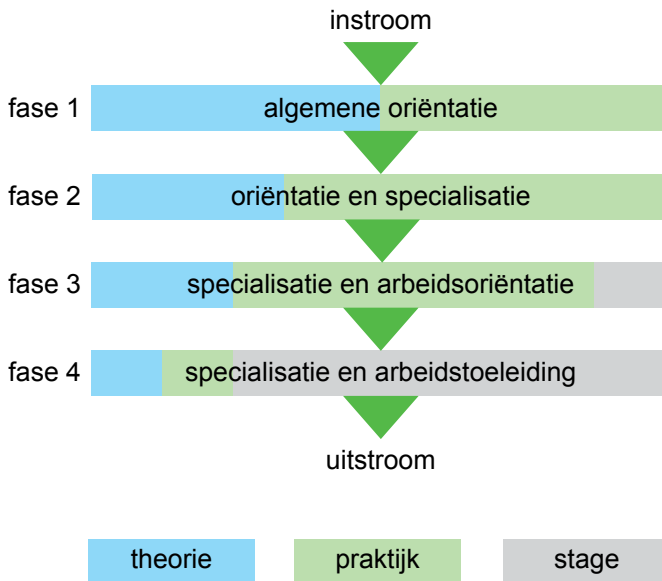 instroom
fase 1 algemene oriëntatie
fase 2 oriëntatie en specialisatie
fase 3 specialisatie en arbeidsoriëntatie
fase 4 specialisatie en arbeidstoeleiding
uitstroom
theorie praktijk stage